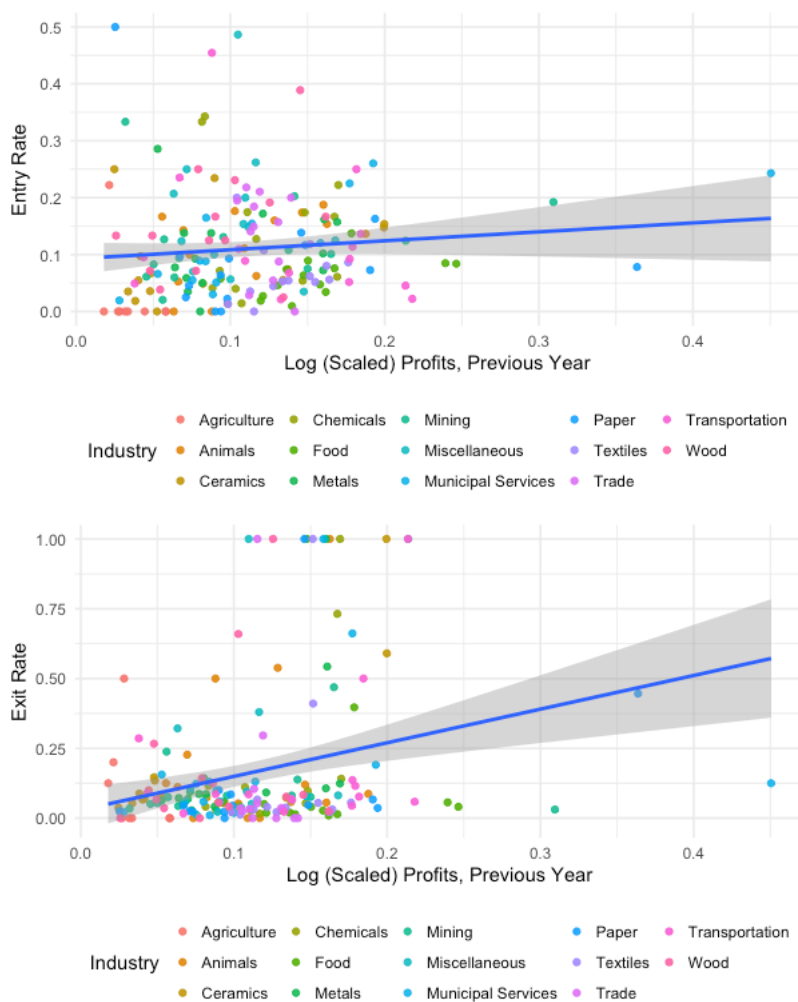 0.5
0.4
0.3
0.2
0.1
0.0
Entry Rate
0.0 0.1 0.2 0.3 0.4
Log (Scaled) Profits, Previous Year
Industry
Agriculture Chemicals Mining Paper Transportation
Animals Food Miscellaneous Textiles Wood
Ceramics Metals Municipal Services Trade
1.00
0.75
0.50
0.25
0.00
Exit Rate
0.0 0.1 0.2 0.3 0.4
Log (Scaled) Profits, Previous Year
Industry
Agriculture Chemicals Mining Paper Transportation
Animals Food Miscellaneous Textiles Wood
Ceramics Metals Municipal Services Trade